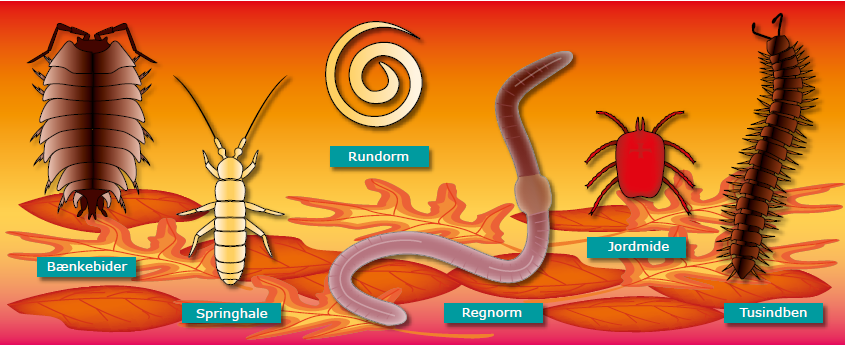 Bænkebider
Springhale
Rundorm
Regnorm
Jordmide
Tusindben